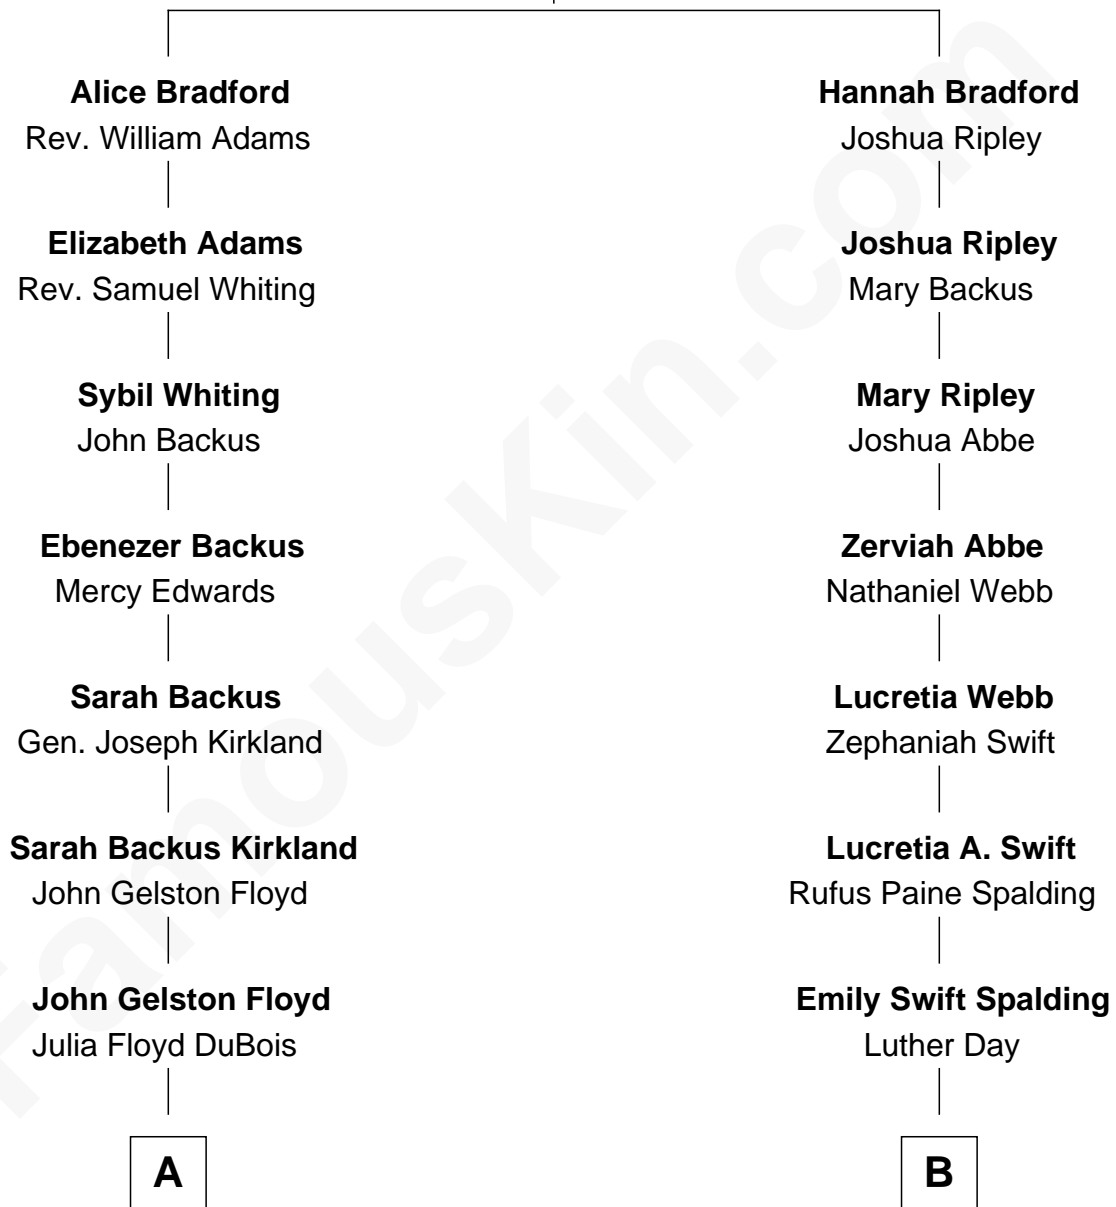 Alice Bradford
Rev. William Adams
Elizabeth Adams
Rev. Samuel Whiting
Sybil Whiting
John Backus
Ebenezer Backus
Mercy Edwards
Sarah Backus
Gen. Joseph Kirkland
Sarah Backus Kirkland
John Gelston Floyd
John Gelston Floyd
Julia Floyd DuBois
A
Hannah Bradford
Joshua Ripley
Joshua Ripley
Mary Backus
Mary Ripley
Joshua Abbe
Zerviah Abbe
Nathaniel Webb
Lucretia Webb
Zephaniah Swift
Lucretia A. Swift
Rufus Paine Spalding
Emily Swift Spalding
Luther Day
B
FamousKin.com